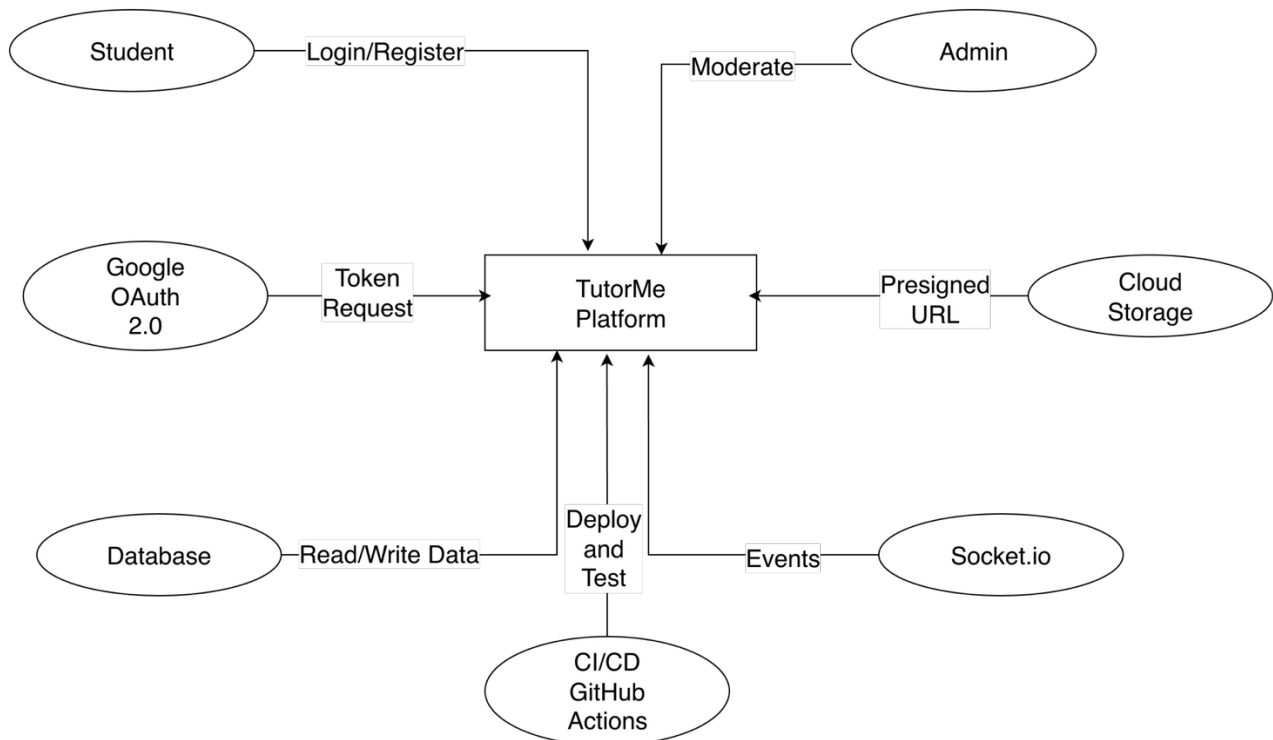 Student
Login/Register
Admin
Moderate
Google
OAuth
2.0
Token
Request
TutorMe
Platform
Presigned
URL
Cloud
Storage
Database
Read/Write Data
Deploy
and
Test
Events
Socket.io
CI/CD
GitHub
Actions